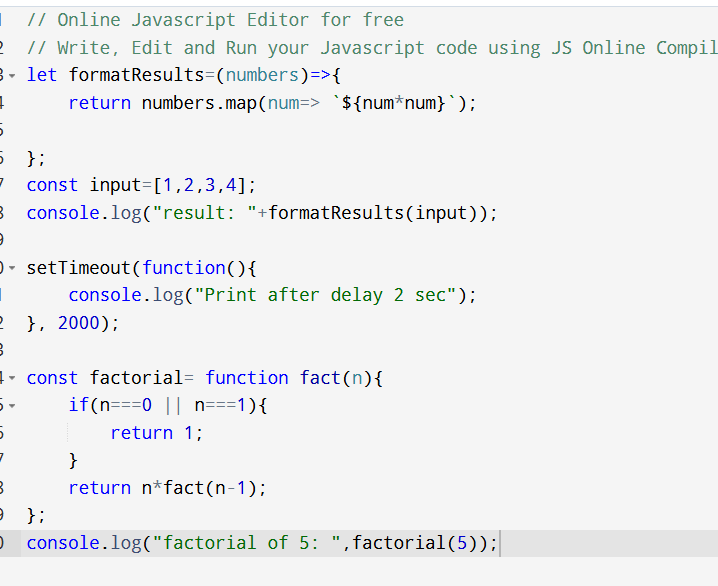 // Online Javascript Editor for free
// Write, Edit and Run your Javascript code using JS Online Compil
let formatResults=(numbers)=>{
    return numbers.map(num=> `${num*num}`);
};
const input=[1,2,3,4];
console.log("result: "+formatResults(input));
setTimeout(function(){
    console.log("Print after delay 2 sec");
}, 2000);
const factorial= function fact(n){
    if(n===0 || n===1){
        return 1;
    }
    return n*fact(n-1);
};
console.log("factorial of 5: ",factorial(5));